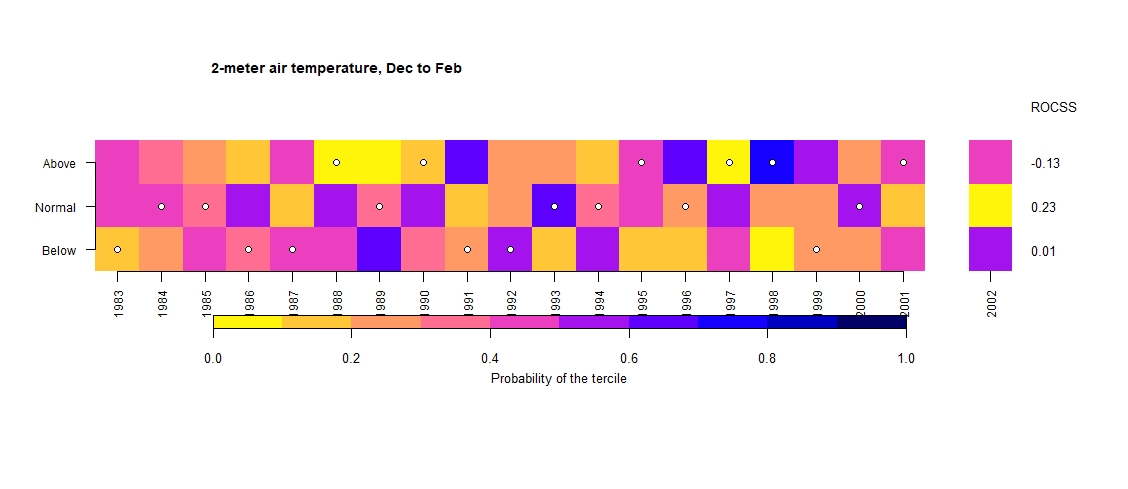 2-meter air temperature, Dec to Feb
ROCSS
Above -0.13
Normal 0.23
Below 0.01
1983 1984 1985 1986 1987 1988 1989 1990 1991 1992 1993 1994 1995 1996 1997 1998 1999 2000 2001 2002
0.0 0.2 0.4 0.6 0.8 1.0
Probability of the tercile